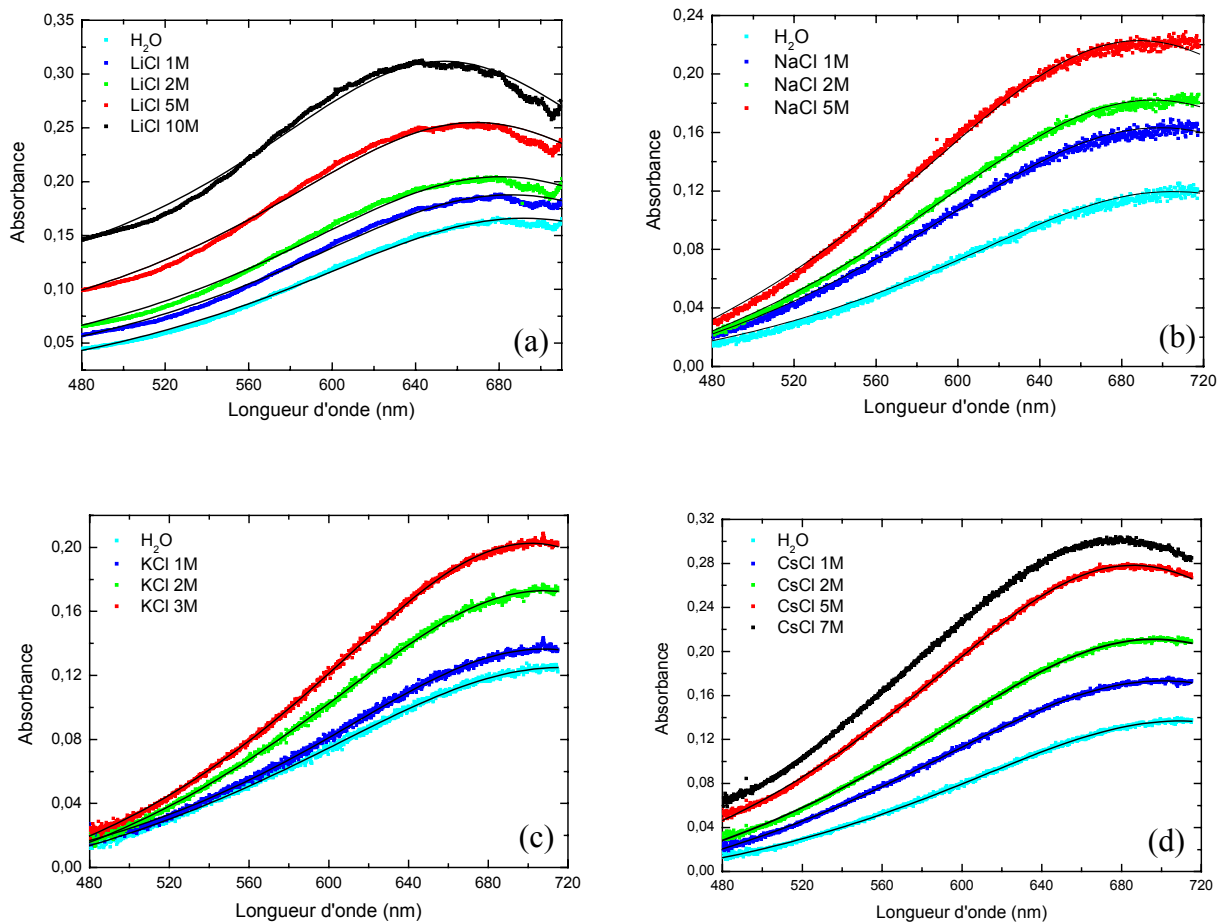 0,35
0,30
0,25
0,20
0,15
0,10
0,05
Absorbance
H2O
LiCl 1M
LiCl 2M
LiCl 5M
LiCl 10M
(a)
480 520 560 600 640 680
Longueur d'onde (nm)
0,24
0,20
0,16
0,12
0,08
0,04
0,00
Absorbance
H2O
NaCl 1M
NaCl 2M
NaCl 5M
(b)
480 520 560 600 640 680 720
Longueur d'onde (nm)
0,20
0,16
0,12
0,08
0,04
0,00
Absorbance
H2O
KCl 1M
KCl 2M
KCl 3M
(c)
480 520 560 600 640 680 720
Longueur d'onde (nm)
0,32
0,28
0,24
0,20
0,16
0,12
0,08
0,04
0,00
Absorbance
H2O
CsCl 1M
CsCl 2M
CsCl 5M
CsCl 7M
(d)
480 520 560 600 640 680 720
Longueur d'onde (nm)